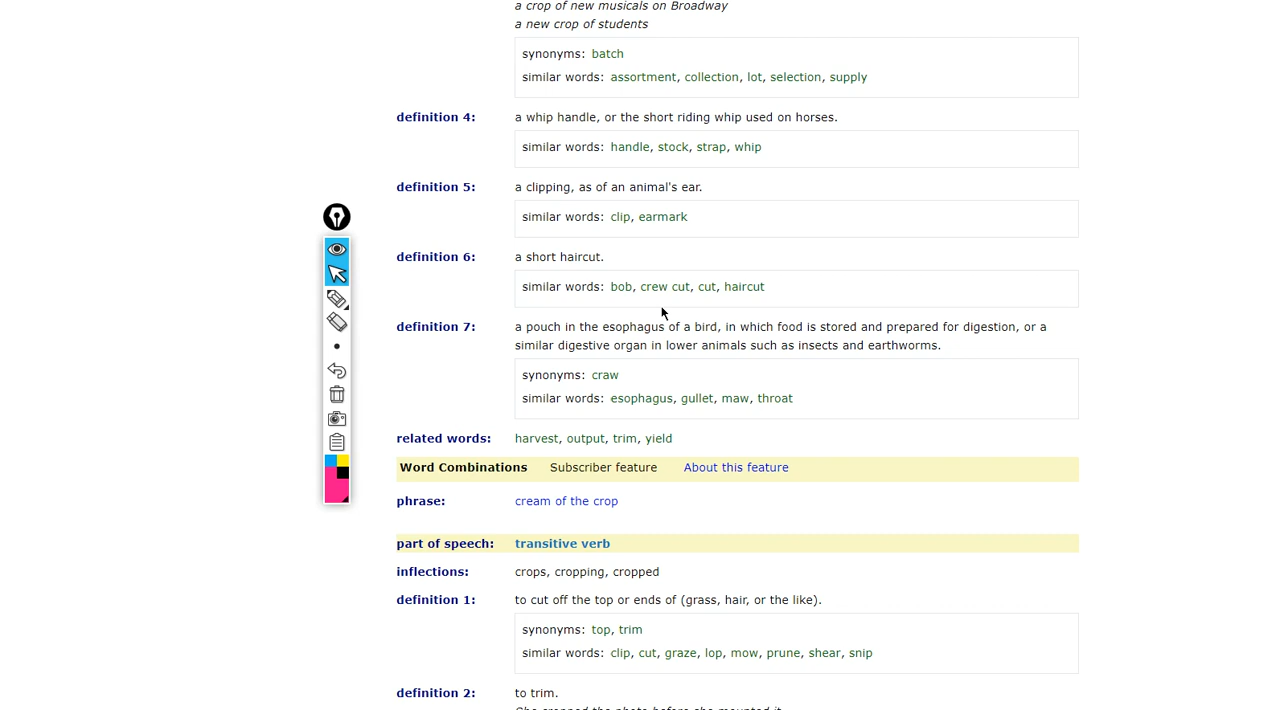 a crop of new musicals on Broadway
a new crop of students
synonyms: batch
similar words: assortment, collection, lot, selection, supply
definition 4: a whip handle, or the short riding whip used on horses.
similar words: handle, stock, strap, whip
definition 5: a clipping, as of an animal's ear.
similar words: clip, earmark
definition 6: a short haircut.
similar words: bob, crew cut, cut, haircut
definition 7: a pouch in the esophagus of a bird, in which food is stored and prepared for digestion, or a
similar digestive organ in lower animals such as insects and earthworms.
synonyms: craw
similar words: esophagus, gullet, maw, throat
related words: harvest, output, trim, yield
Word Combinations Subscriber feature About this feature
phrase: cream of the crop
part of speech: transitive verb
inflections: crops, cropping, cropped
definition 1: to cut off the top or ends of (grass, hair, or the like).
synonyms: top, trim
similar words: clip, cut, graze, lop, mow, prune, shear, snip
definition 2: to trim.
She cropped the photo before she mounted it.